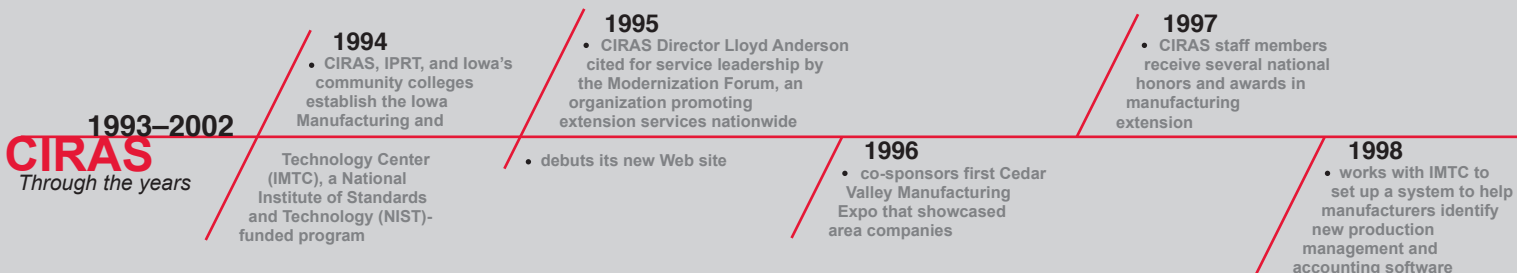 1993–2002
CIRAS
Through the years
1994
• CIRAS, IPRT, and Iowa's
community colleges
establish the Iowa
Manufacturing and
Technology Center
(IMTC), a National
Institute of Standards
and Technology (NIST)-
funded program
1995
• CIRAS Director Lloyd Anderson
cited for service leadership by
the Modernization Forum, an
organization promoting
extension services nationwide
• debuts its new Web site
1996
• co-sponsors first Cedar
Valley Manufacturing
Expo that showcased
area companies
1997
• CIRAS staff members
receive several national
honors and awards in
manufacturing
extension
1998
• works with IMTC to
set up a system to help
manufacturers identify
new production
management and
accounting software